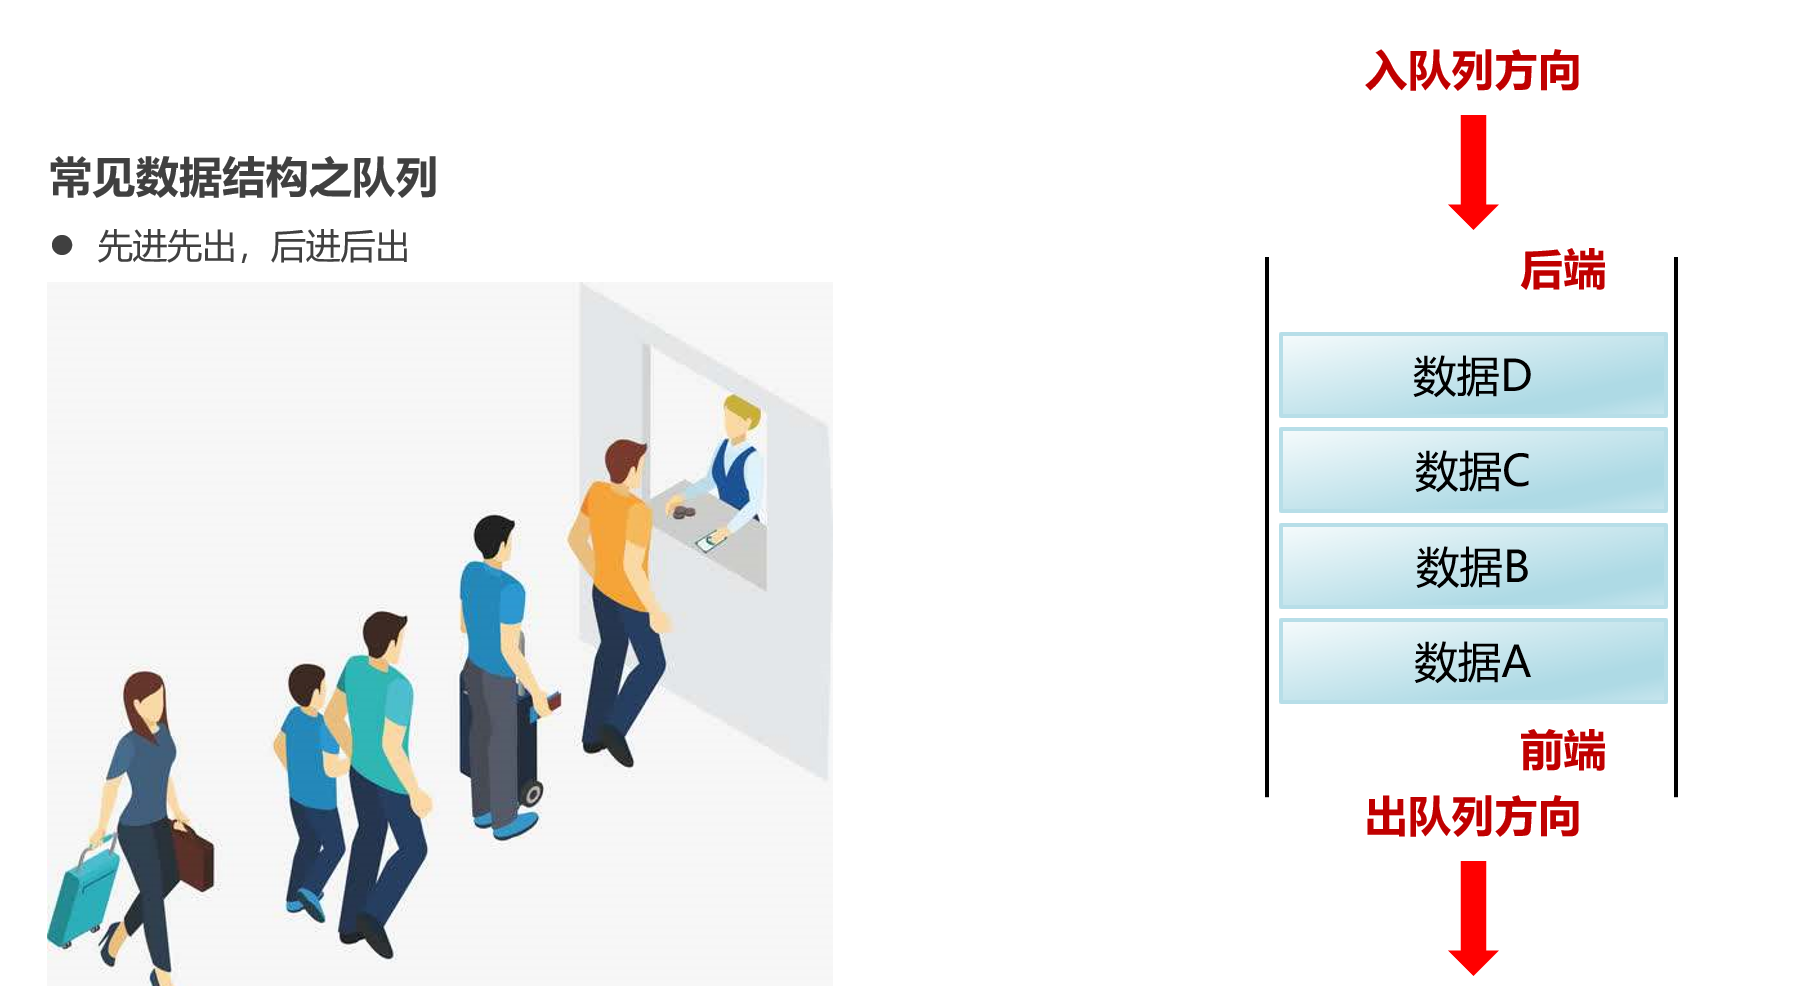 常见数据结构之队列
● 先进先出，后进后出
入队列方向
后端
数据D
数据C
数据B
数据A
前端
出队列方向